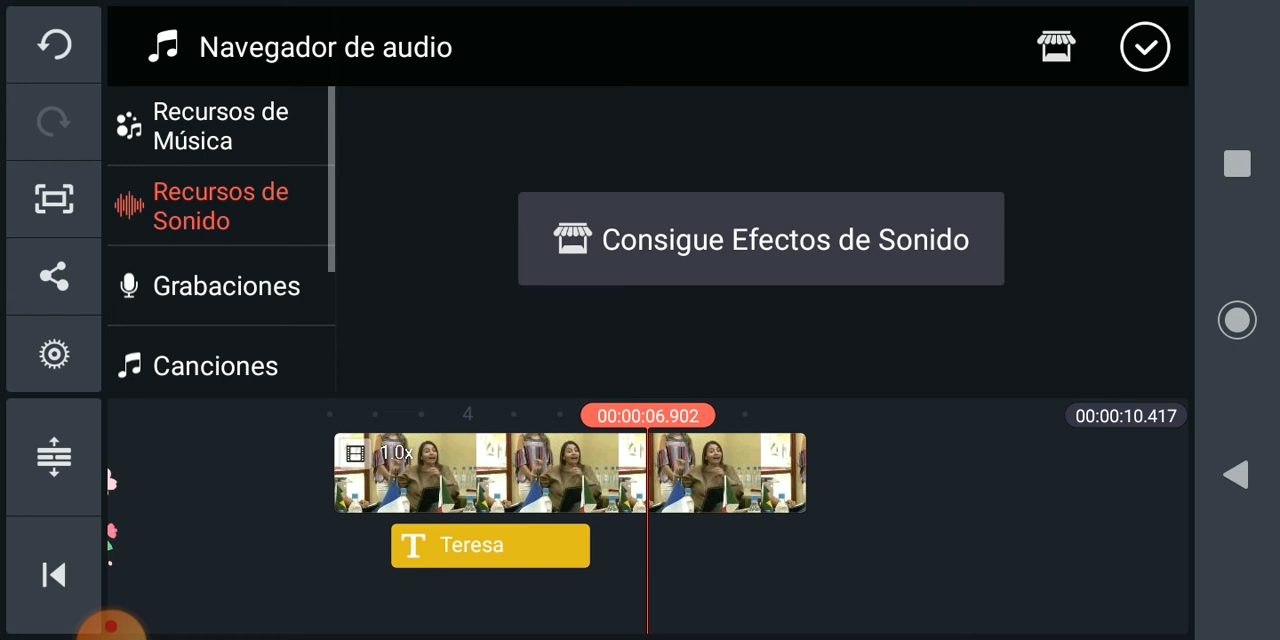 Navegador de audio
Recursos de
Música
Recursos de
Sonido
Grabaciones
Canciones
Consigue Efectos de Sonido
4
00:00:06.902
00:00:10.417
1.0x
T Teresa